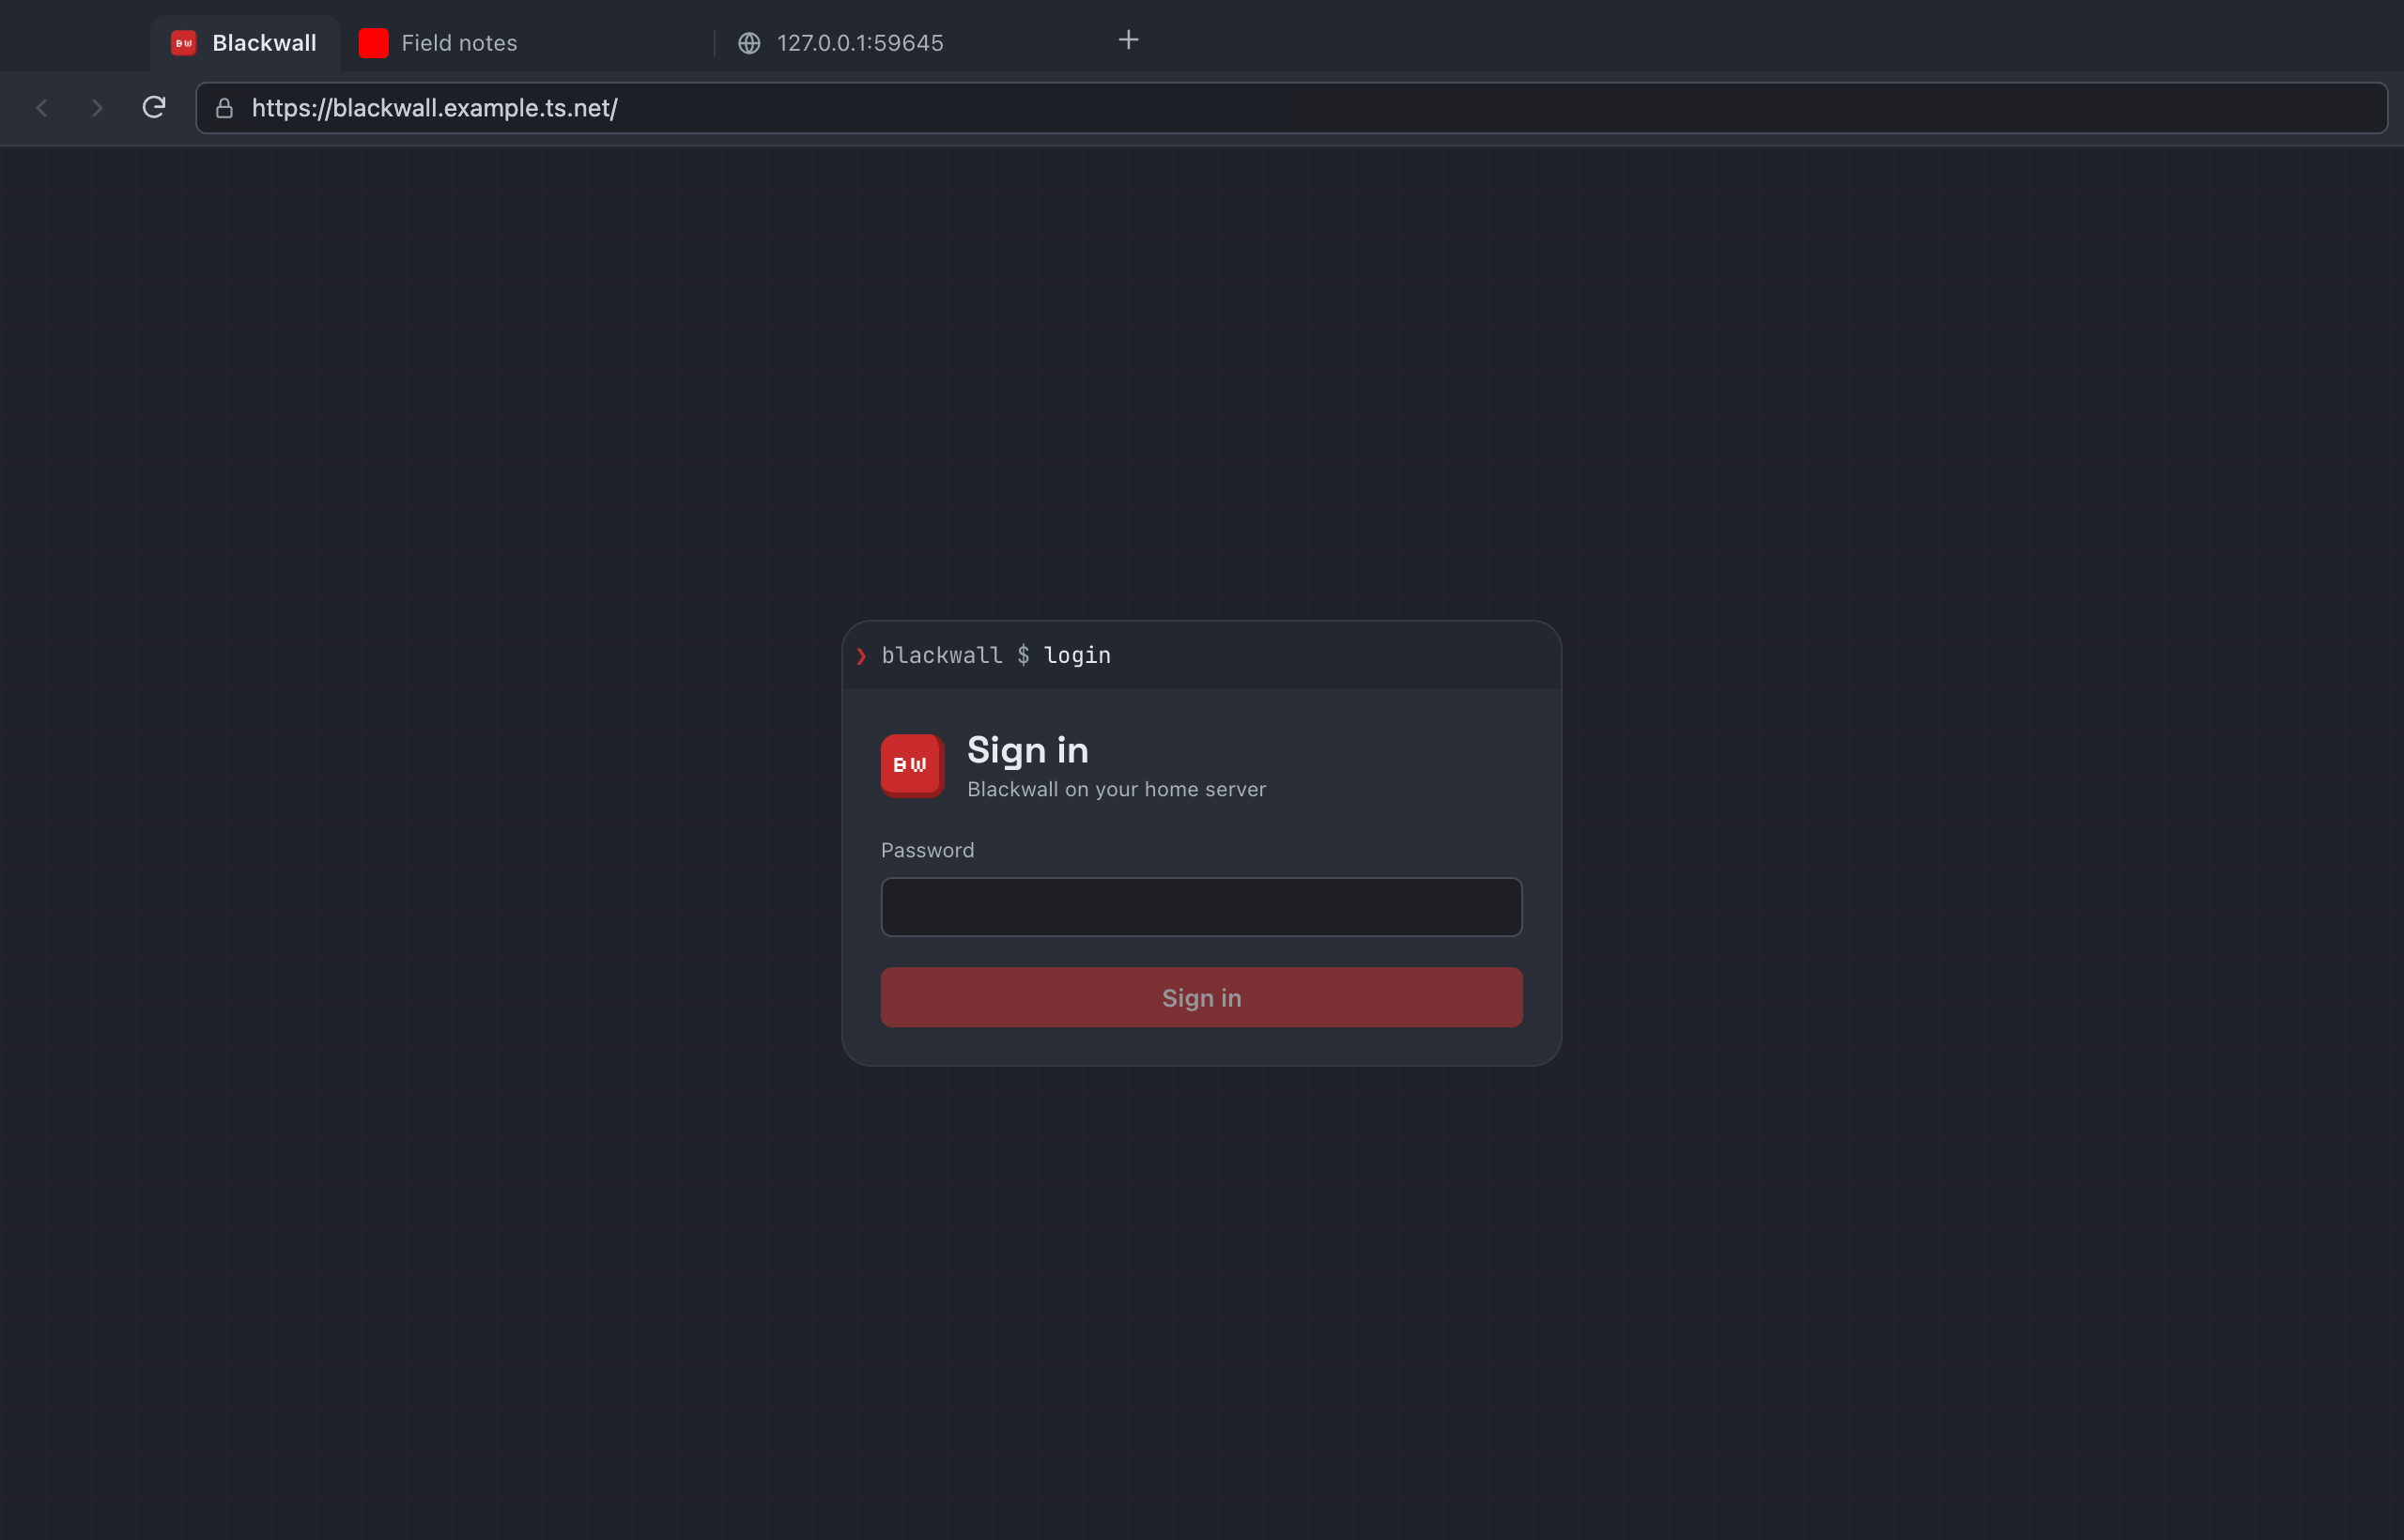 BW Blackwall
Field notes
127.0.0.1:59645
https://blackwall.example.ts.net/
❯ blackwall $ login
BW
Sign in
Blackwall on your home server
Password
Sign in